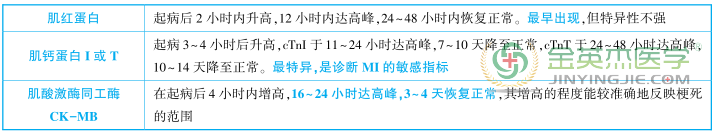 肌红蛋白
起病后 2 小时内升高,12 小时内达高峰,24~48 小时内恢复正常。最早出现,但特异性不强
肌钙蛋白 I 或 T
起病 3~4 小时后升高,cTnI 于 11~24 小时达高峰,7~10 天降至正常,cTnT 于 24~48 小时达高峰,
10~14 天降至正常。最特异,是诊断 MI 的敏感指标
肌酸激酶同工酶
CK-MB
在起病后 4 小时内增高,16~24 小时达高峰,3~4 天恢复正常,其增高的程度能较准确地反映梗死
的范围
金英杰医学
JINYINGJIE.COM